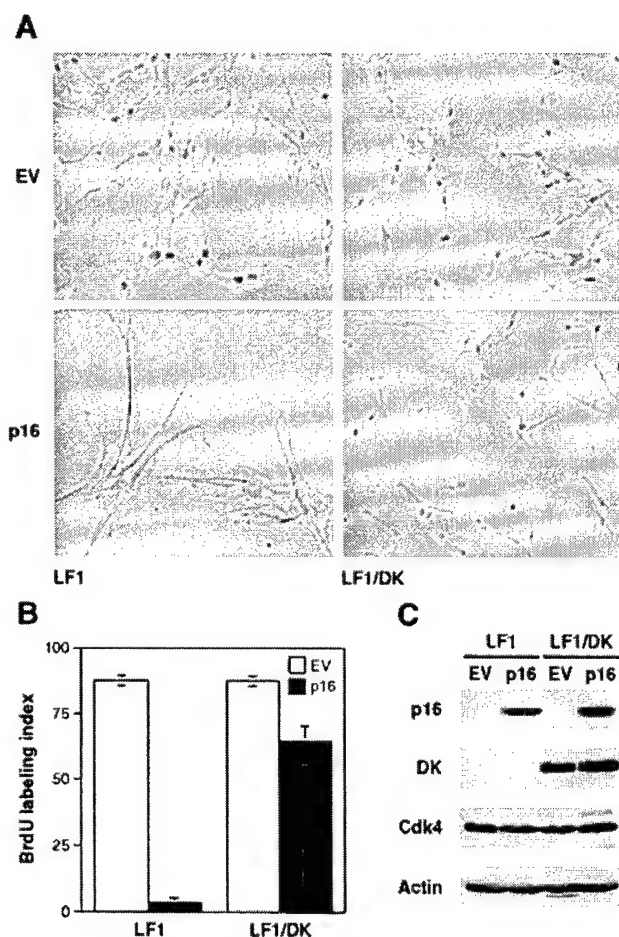 A
EV
p16
LF1 LF1/DK
B
100
75
50
25
0
BrdU labeling index
EV
p16
T
LF1 LF1/DK
C
LF1 LF1/DK
EV p16 EV p16
p16
DK
Cdk4
Actin